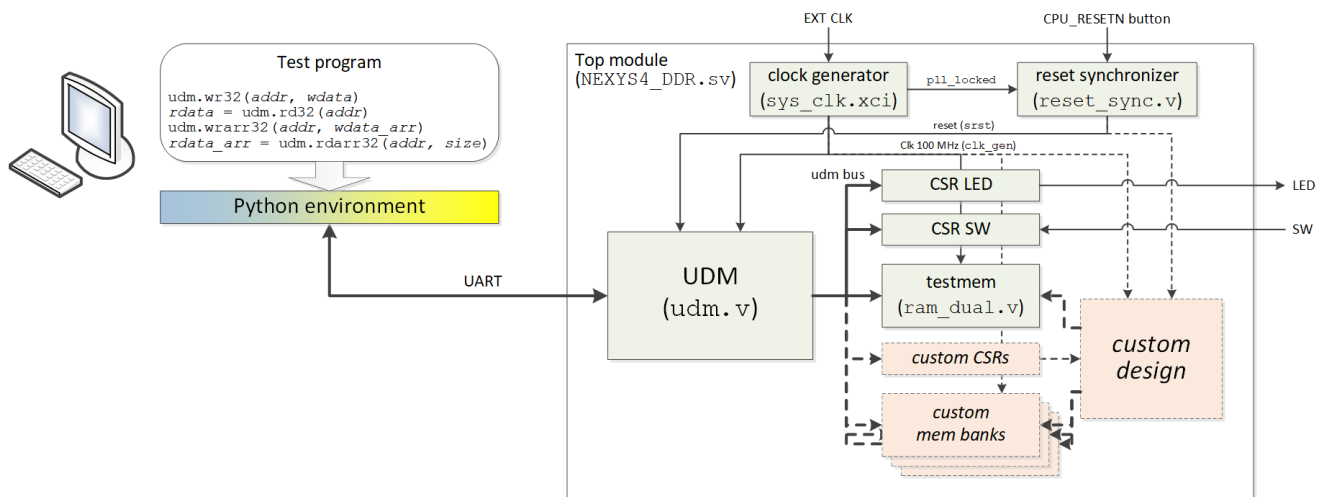 EXT CLK
CPU_RESETN button
Test program
udm.wr32(addr, wdata)
rdata = udm.rd32(addr)
udm.wrarr32(addr, wdata_arr)
rdata_arr = udm.rdarr32(addr, size)
Python environment
UART
Top module
(NEXYS4_DDR.sv)
clock generator
(sys_clk.xci)
pll_locked
reset synchronizer
(reset_sync.v)
reset (srst)
Clk 100 MHz (clk_gen)
udm bus
CSR LED
LED
CSR SW
SW
UDM
(udm.v)
testmem
(ram_dual.v)
custom CSRs
custom
design
custom
mem banks